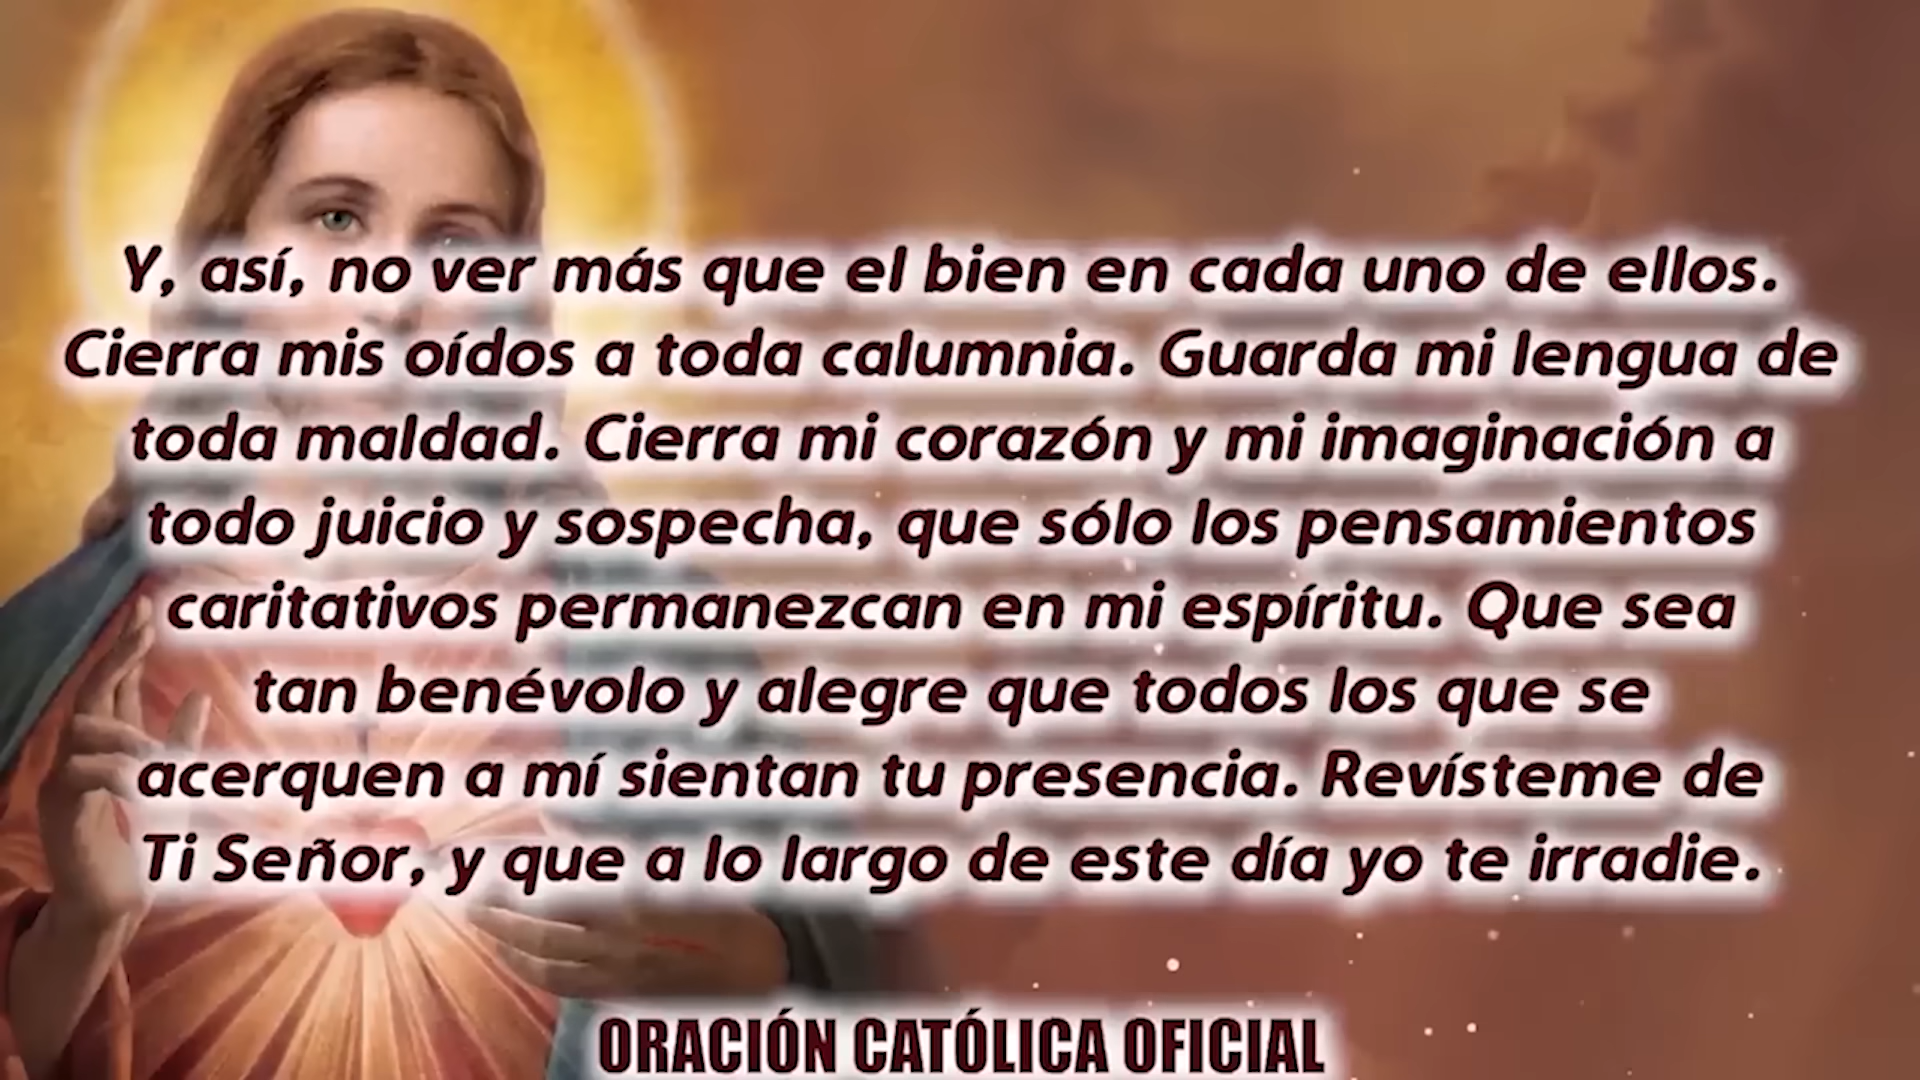 Y, así, no ver más que el bien en cada uno de ellos.
Cierra mis oídos a toda calumnia. Guarda mi lengua de
toda maldad. Cierra mi corazón y mi imaginación a
todo juicio y sospecha, que sólo los pensamientos
caritativos permanezcan en mi espíritu. Que sea
tan benévolo y alegre que todos los que se
acerquen a mí sientan tu presencia. Revísteme de
Ti Señor, y que a lo largo de este día yo te irradie.
ORACIÓN CATÓLICA OFICIAL